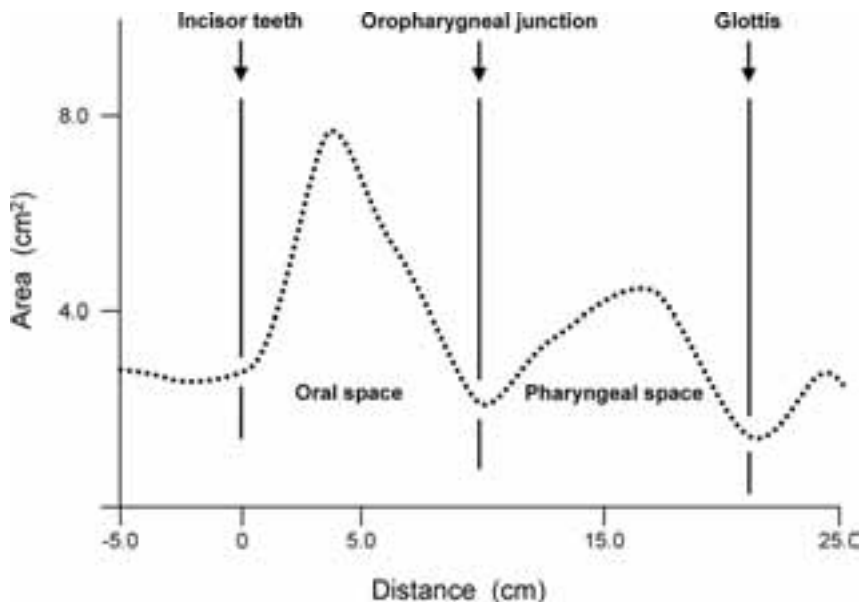 Incisor teeth
Oropharygneal junction
Glottis
8.0
Area (cm²)
4.0
Oral space
Pharyngeal space
-5.0
0
5.0
15.0
25.0
Distance (cm)